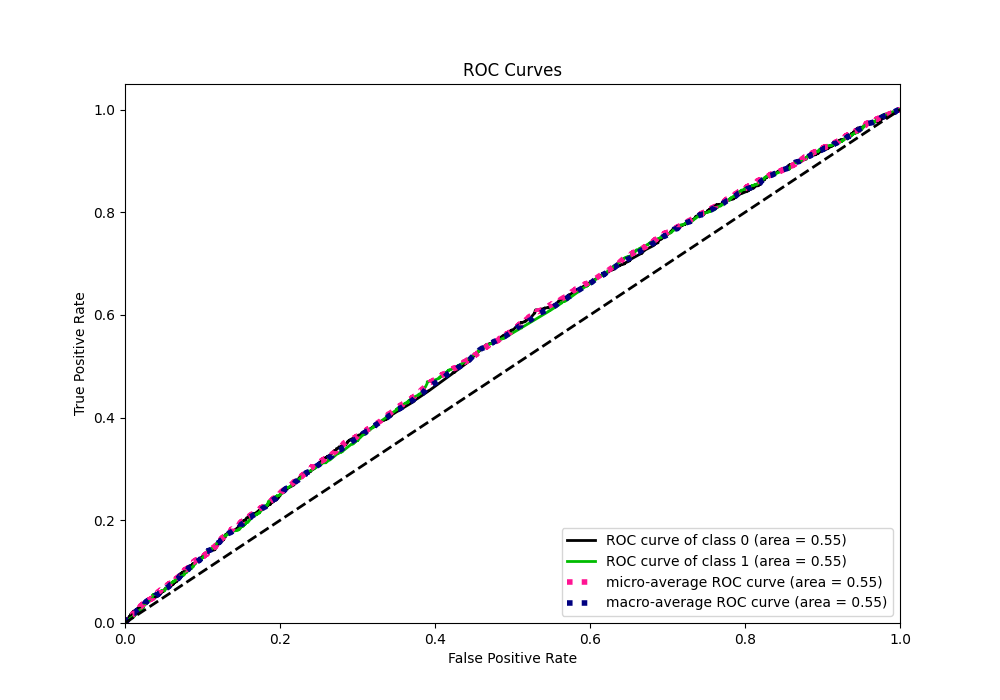 ROC Curves
True Positive Rate
1.0
0.8
0.6
0.4
0.2
0.0
0.0 0.2 0.4 0.6 0.8 1.0
False Positive Rate
ROC curve of class 0 (area = 0.55)
ROC curve of class 1 (area = 0.55)
micro-average ROC curve (area = 0.55)
macro-average ROC curve (area = 0.55)